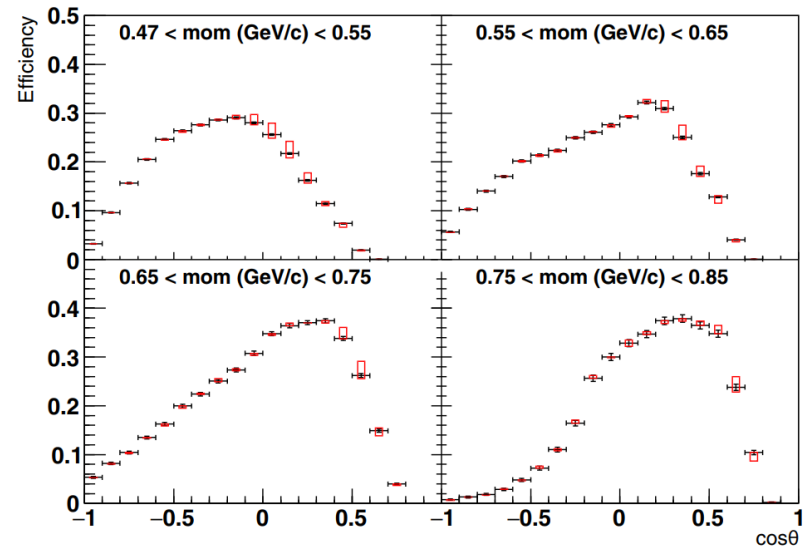 Efficiency
0.5
0.4
0.3
0.2
0.1
0
0.47 < mom (GeV/c) < 0.55
0.55 < mom (GeV/c) < 0.65
0.4
0.3
0.2
0.1
0
0.65 < mom (GeV/c) < 0.75
0.75 < mom (GeV/c) < 0.85
−1 −0.5 0 0.5 −1 −0.5 0 0.5 1
cosθ